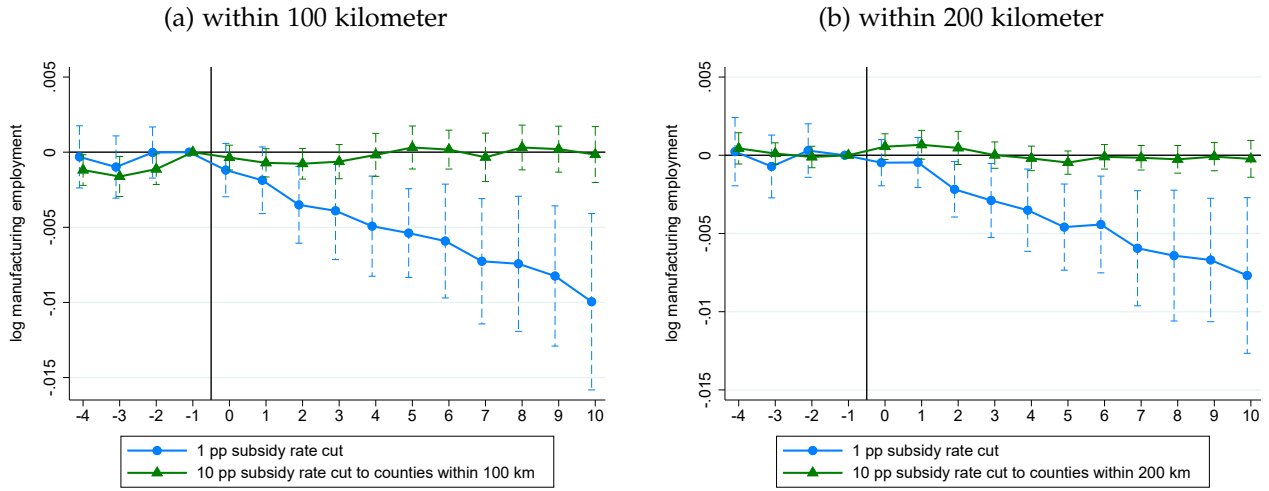 (a) within 100 kilometer
(b) within 200 kilometer
log manufacturing employment
.005
0
-.005
-.01
-.015
-4 -3 -2 -1 0 1 2 3 4 5 6 7 8 9 10
1 pp subsidy rate cut
10 pp subsidy rate cut to counties within 100 km
log manufacturing employment
.005
0
-.005
-.01
-.015
-4 -3 -2 -1 0 1 2 3 4 5 6 7 8 9 10
1 pp subsidy rate cut
10 pp subsidy rate cut to counties within 200 km